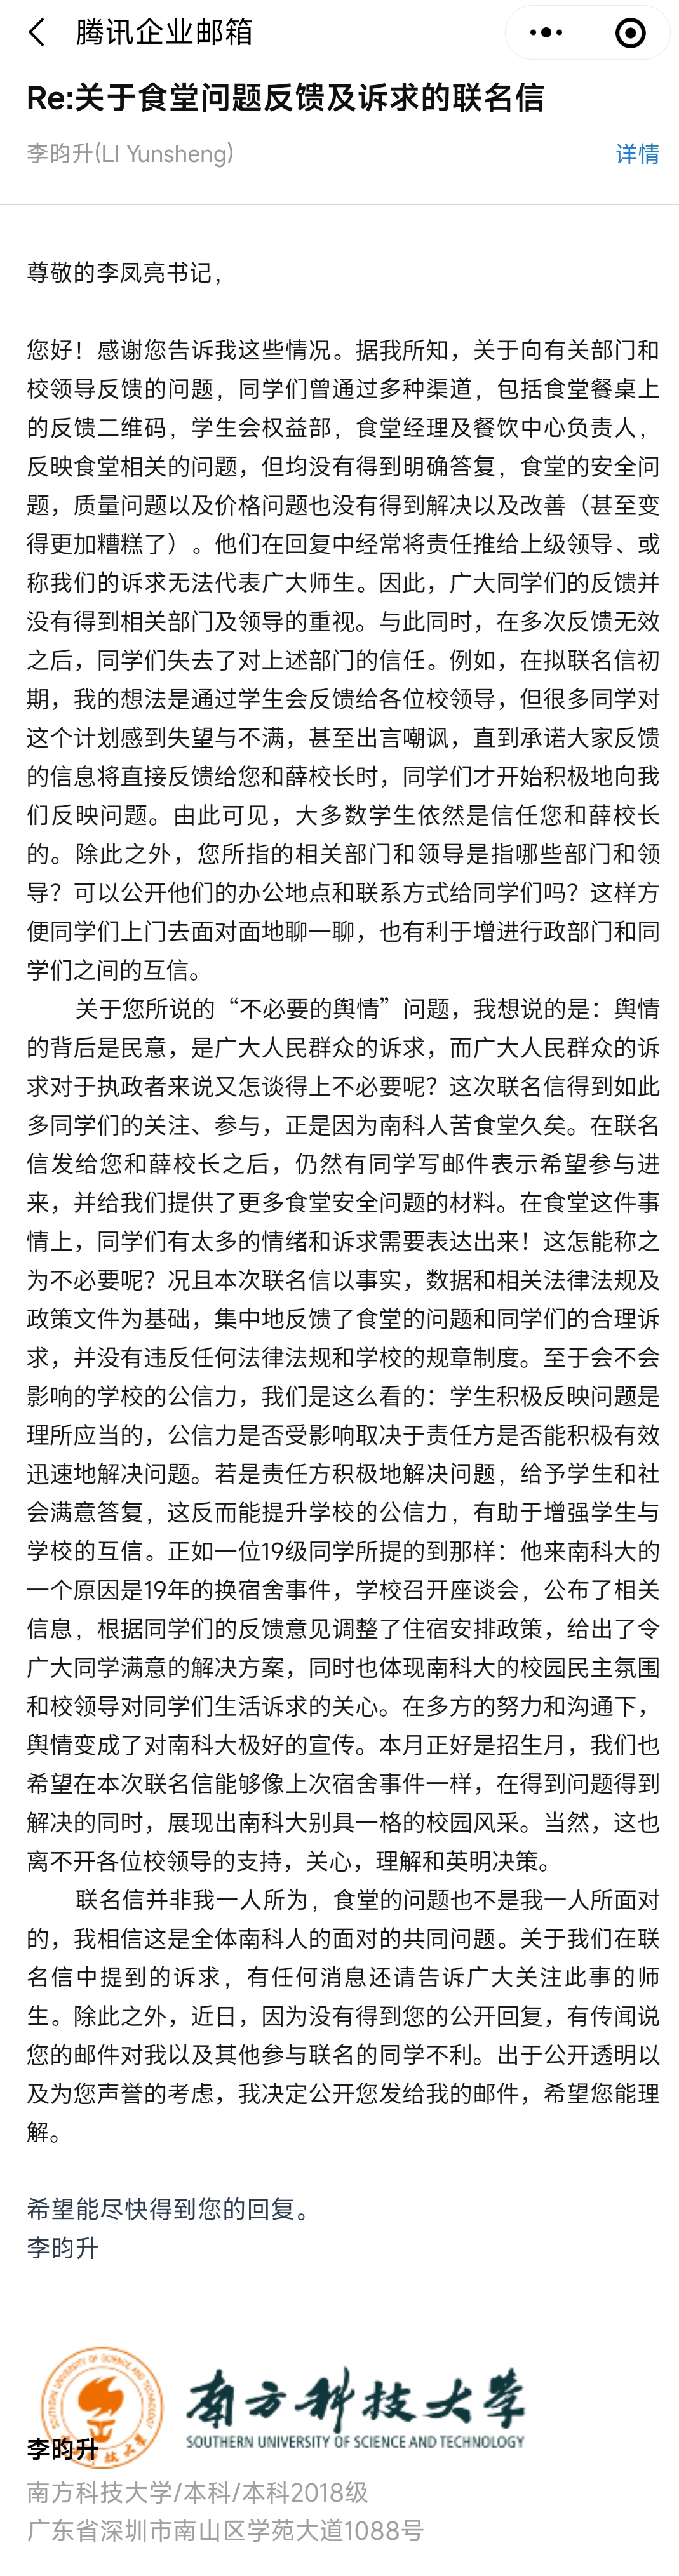 腾讯企业邮箱
Re:关于食堂问题反馈及诉求的联名信
李昀升(LI Yunsheng)
详情
尊敬的李凤亮书记，
您好！感谢您告诉我这些情况。据我所知，关于向有关部门和
校领导反馈的问题，同学们曾通过多种渠道，包括食堂餐桌上
的反馈二维码，学生会权益部，食堂经理及餐饮中心负责人，
反映食堂相关的问题，但均没有得到明确答复，食堂的安全问
题，质量问题以及价格问题也没有得到解决以及改善（甚至变
得更加糟糕了）。他们在回复中经常将责任推给上级领导、或
称我们的诉求无法代表广大师生。因此，广大同学们的反馈并
没有得到相关部门及领导的重视。与此同时，在多次反馈无效
之后，同学们失去了对上述部门的信任。例如，在拟联名信初
期，我的想法是通过学生会反馈给各位校领导，但很多同学对
这个计划感到失望与不满，甚至出言嘲讽，直到承诺大家反馈
的信息将直接反馈给您和薛校长时，同学们才开始积极地向我
们反映问题。由此可见，大多数学生依然是信任您和薛校长
的。除此之外，您所指的相关部门和领导是指哪些部门和领
导？可以公开他们的办公地点和联系方式给同学们吗？这样方
便同学们上门去面对面地聊一聊，也有利于增进行政部门和同
学们之间的互信。
关于您所说的“不必要的舆情”问题，我想说的是：舆情
的背后是民意，是广大人民群众的诉求，而广大人民群众的诉
求对于执政者来说又怎谈得上不必要呢？这次联名信得到如此
多同学们的关注、参与，正是因为南科人苦食堂久矣。在联名
信发给您和薛校长之后，仍然有同学写邮件表示希望参与进
来，并给我们提供了更多食堂安全问题的材料。在食堂这件事
情上，同学们有太多的情绪和诉求需要表达出来！这怎能称之
为不必要呢？况且本次联名信以事实，数据和相关法律法规及
政策文件为基础，集中地反馈了食堂的问题和同学们的合理诉
求，并没有违反任何法律法规和学校的规章制度。至于会不会
影响的学校的公信力，我们是这么看的：学生积极反映问题是
理所应当的，公信力是否受影响取决于责任方是否能积极有效
迅速地解决问题。若是责任方积极地解决问题，给予学生和社
会满意答复，这反而能提升学校的公信力，有助于增强学生与
学校的互信。正如一位19级同学所提的到那样：他来南科大的
一个原因是19年的换宿舍事件，学校召开座谈会，公布了相关
信息，根据同学们的反馈意见调整了住宿安排政策，给出了令
广大同学满意的解决方案，同时也体现南科大的校园民主氛围
和校领导对同学们生活诉求的关心。在多方的努力和沟通下，
舆情变成了对南科大极好的宣传。本月正好是招生月，我们也
希望在本次联名信能够像上次宿舍事件一样，在得到问题得到
解决的同时，展现出南科大别具一格的校园风采。当然，这也
离不开各位校领导的支持，关心，理解和英明决策。
联名信并非我一人所为，食堂的问题也不是我一人所面对
的，我相信这是全体南科人的面对的共同问题。关于我们在联
名信中提到的诉求，有任何消息还请告诉广大关注此事的师
生。除此之外，近日，因为没有得到您的公开回复，有传闻说
您的邮件对我以及其他参与联名的同学不利。出于公开透明以
及为您声誉的考虑，我决定公开您发给我的邮件，希望您能理
解。
希望能尽快得到您的回复。
李昀升
南方科技大学
SOUTHERN UNIVERSITY OF SCIENCE AND TECHNOLOGY
李昀升
南方科技大学/本科/本科2018级
广东省深圳市南山区学苑大道1088号